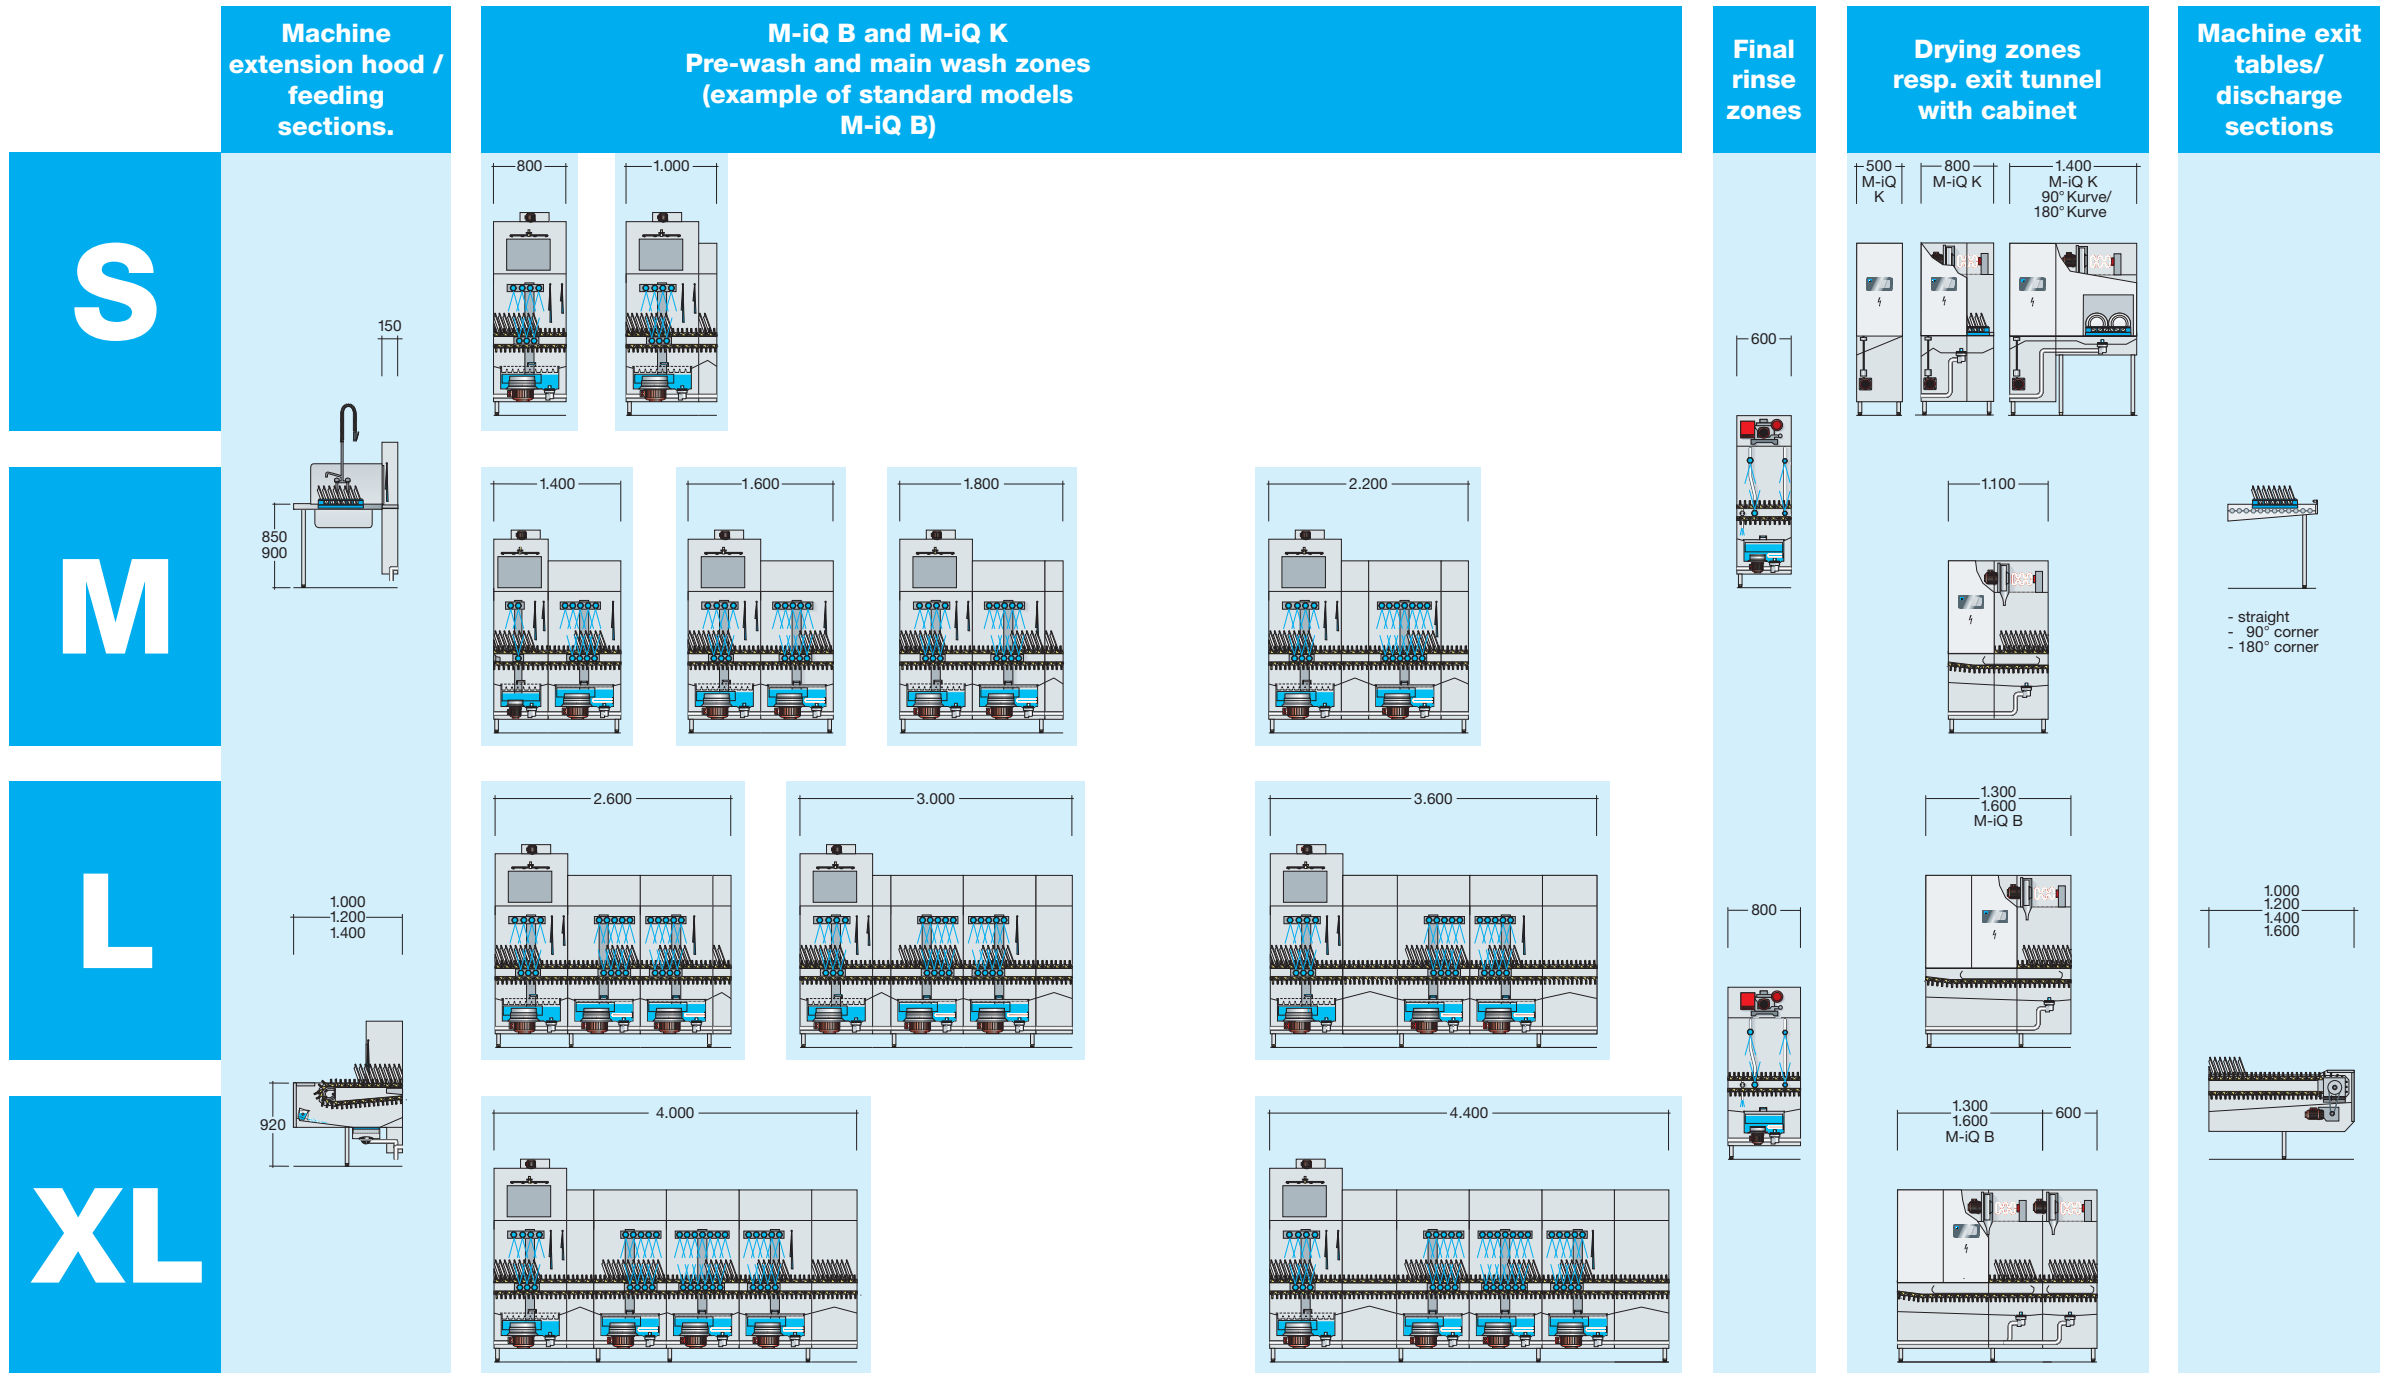 Machine
extension hood /
feeding
sections.
M-iQ B and M-iQ K
Pre-wash and main wash zones
(example of standard models
M-iQ B)
Final
rinse
zones
Drying zones
resp. exit tunnel
with cabinet
Machine exit
tables/
discharge
sections
S
150
850
900
800
1.000
600
500
M-iQ
K
800
M-iQ K
1.400
M-iQ K
90° Kurve/
180° Kurve
M
1.400
1.600
1.800
2.200
1.100
- straight
- 90° corner
- 180° corner
L
1.000
1.200
1.400
2.600
3.000
3.600
800
1.300
1.600
M-iQ B
1.000
1.200
1.400
1.600
XL
920
4.000
4.400
1.300
1.600
M-iQ B
600